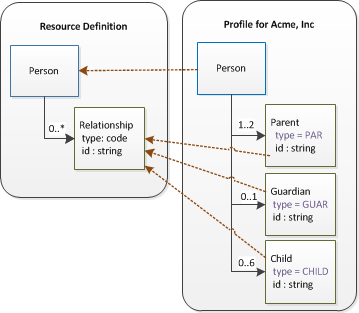 Resource Definition
Person
0..*
Relationship
type: code
id : string
Profile for Acme, Inc
Person
1..2
Parent
type = PAR
id : string
0..1
Guardian
type = GUAR
id : string
0..6
Child
type = CHILD
id : string